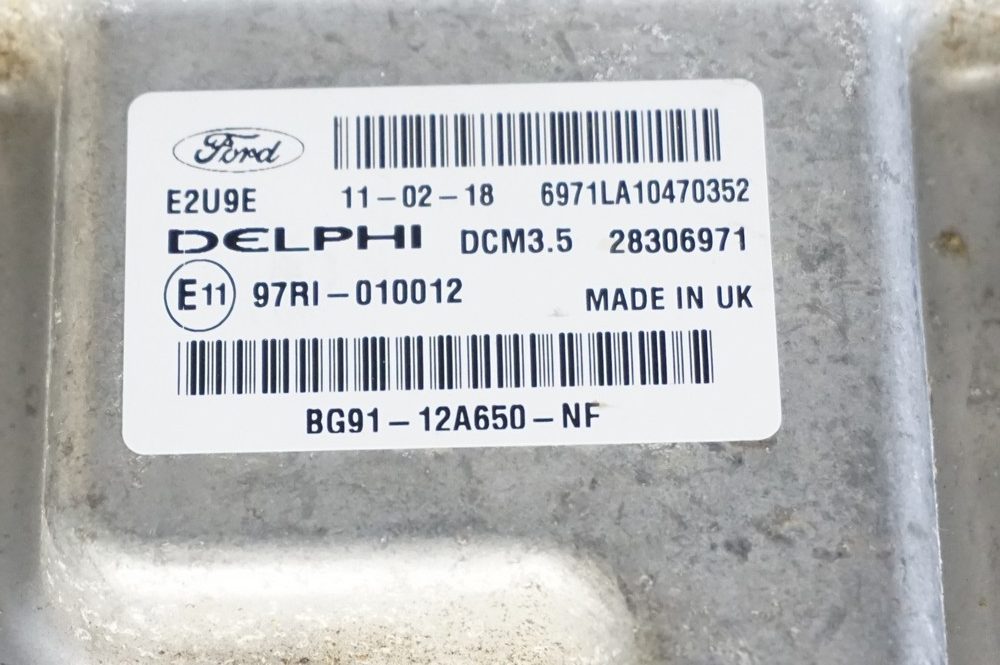 Ford
E2U9E 11-02-18 6971LA10470352
DELPHI DCM3.5 28306971
E11 97RI-010012 MADE IN UK
BG91-12A650-NF